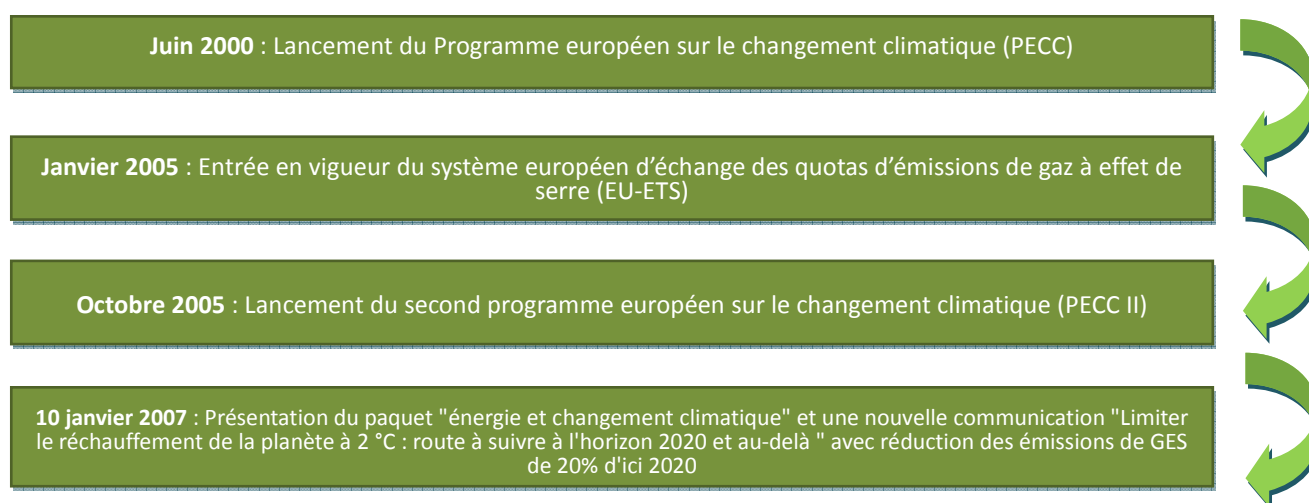 Juin 2000 : Lancement du Programme européen sur le changement climatique (PECC)
Janvier 2005 : Entrée en vigueur du système européen d’échange des quotas d’émissions de gaz à effet de
serre (EU-ETS)
Octobre 2005 : Lancement du second programme européen sur le changement climatique (PECC II)
10 janvier 2007 : Présentation du paquet "énergie et changement climatique" et une nouvelle communication "Limiter
le réchauffement de la planète à 2 °C : route à suivre à l'horizon 2020 et au-delà " avec réduction des émissions de GES
de 20% d'ici 2020